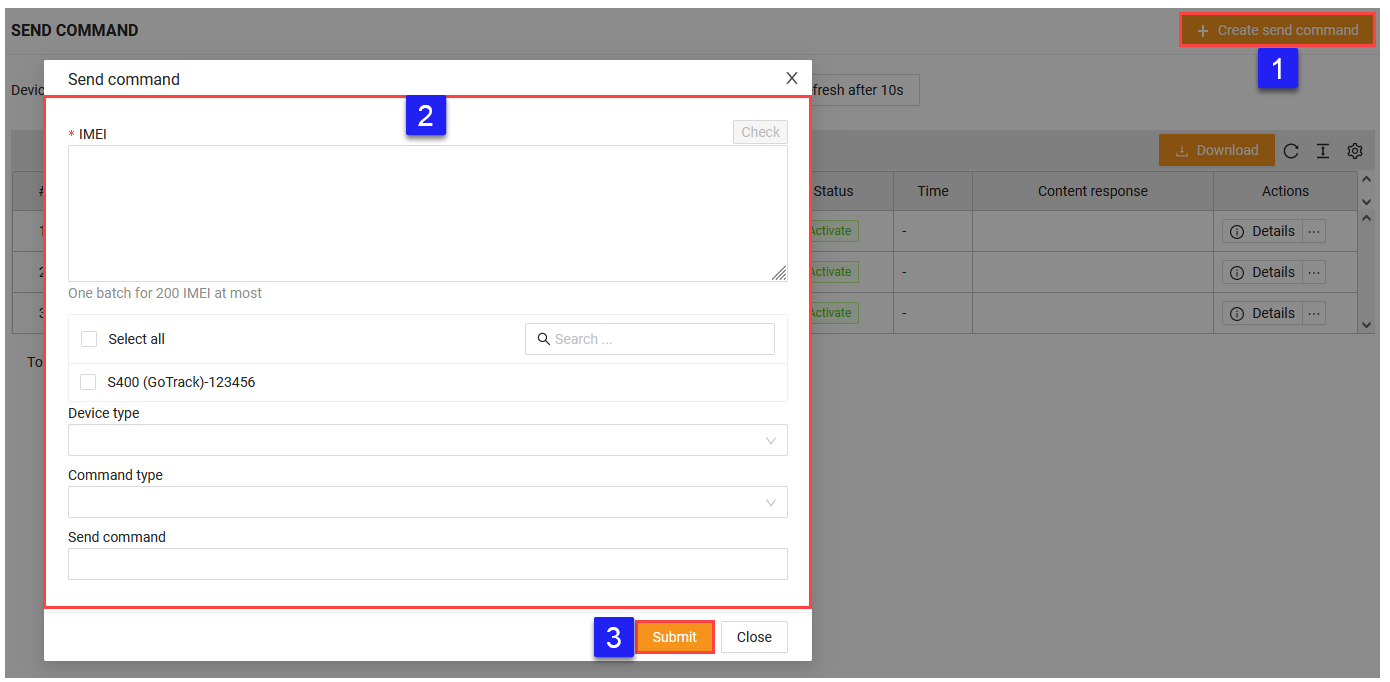 SEND COMMAND
+ Create send command
1
Send command
X
Devic
fresh after 10s
2
* IMEI
Check
Download
# Status Time Content response Actions
1 Activate - Details ...
2 Activate - Details ...
3 Activate - Details ...
One batch for 200 IMEI at most
Select all
Search ...
To
S400 (GoTrack)-123456
Device type
Command type
Send command
3
Submit
Close